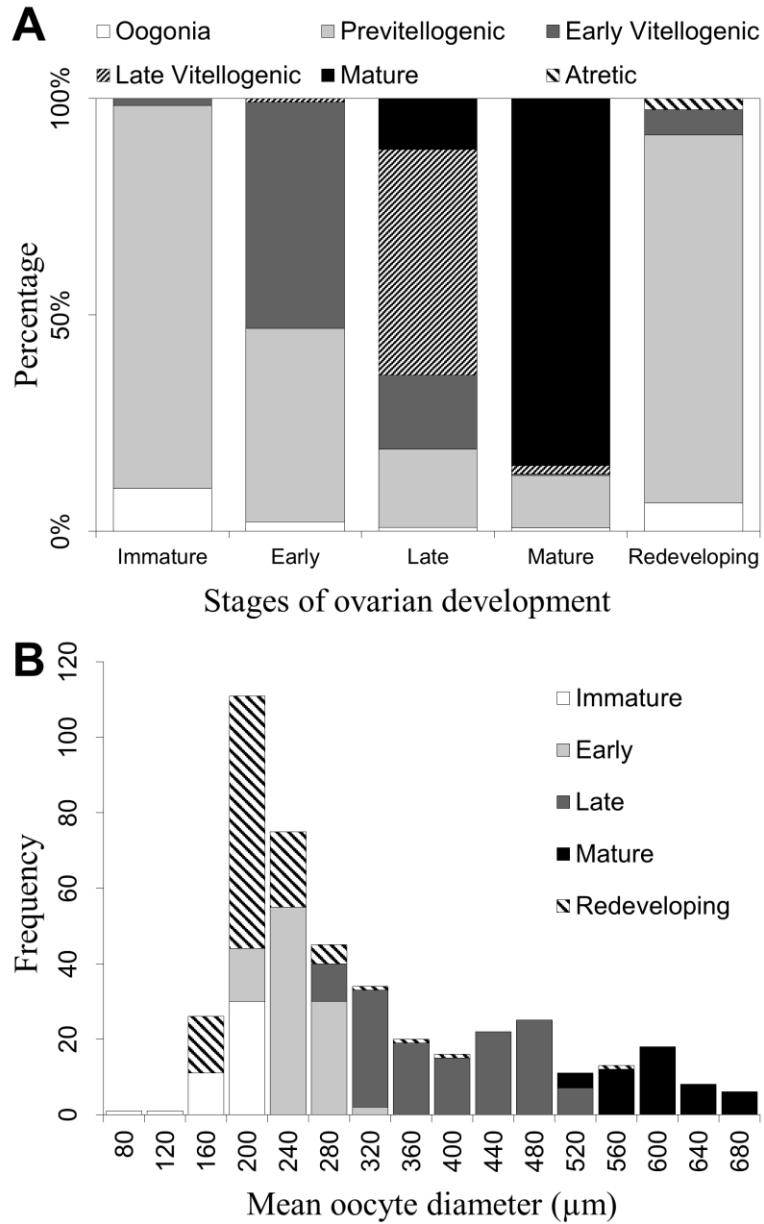 A
Oogonia Previtellogenic Early Vitellogenic
Late Vitellogenic Mature Atretic
100%
50%
0%
Percentage
Immature Early Late Mature Redeveloping
Stages of ovarian development
B
120
100
80
60
40
20
0
Frequency
Immature
Early
Late
Mature
Redeveloping
80 120 160 200 240 280 320 360 400 440 480 520 560 600 640 680
Mean oocyte diameter (µm)